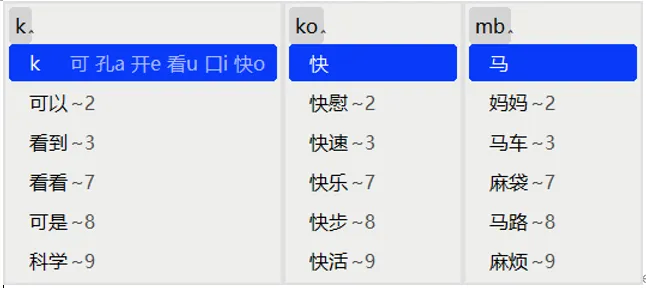 k
k 可 孔a 开e 看u 口i 快o
可以~2
看到~3
看看~7
可是~8
科学~9
ko
快
快慰~2
快速~3
快乐~7
快步~8
快活~9
mb
马
妈妈~2
马车~3
麻袋~7
马路~8
麻烦~9